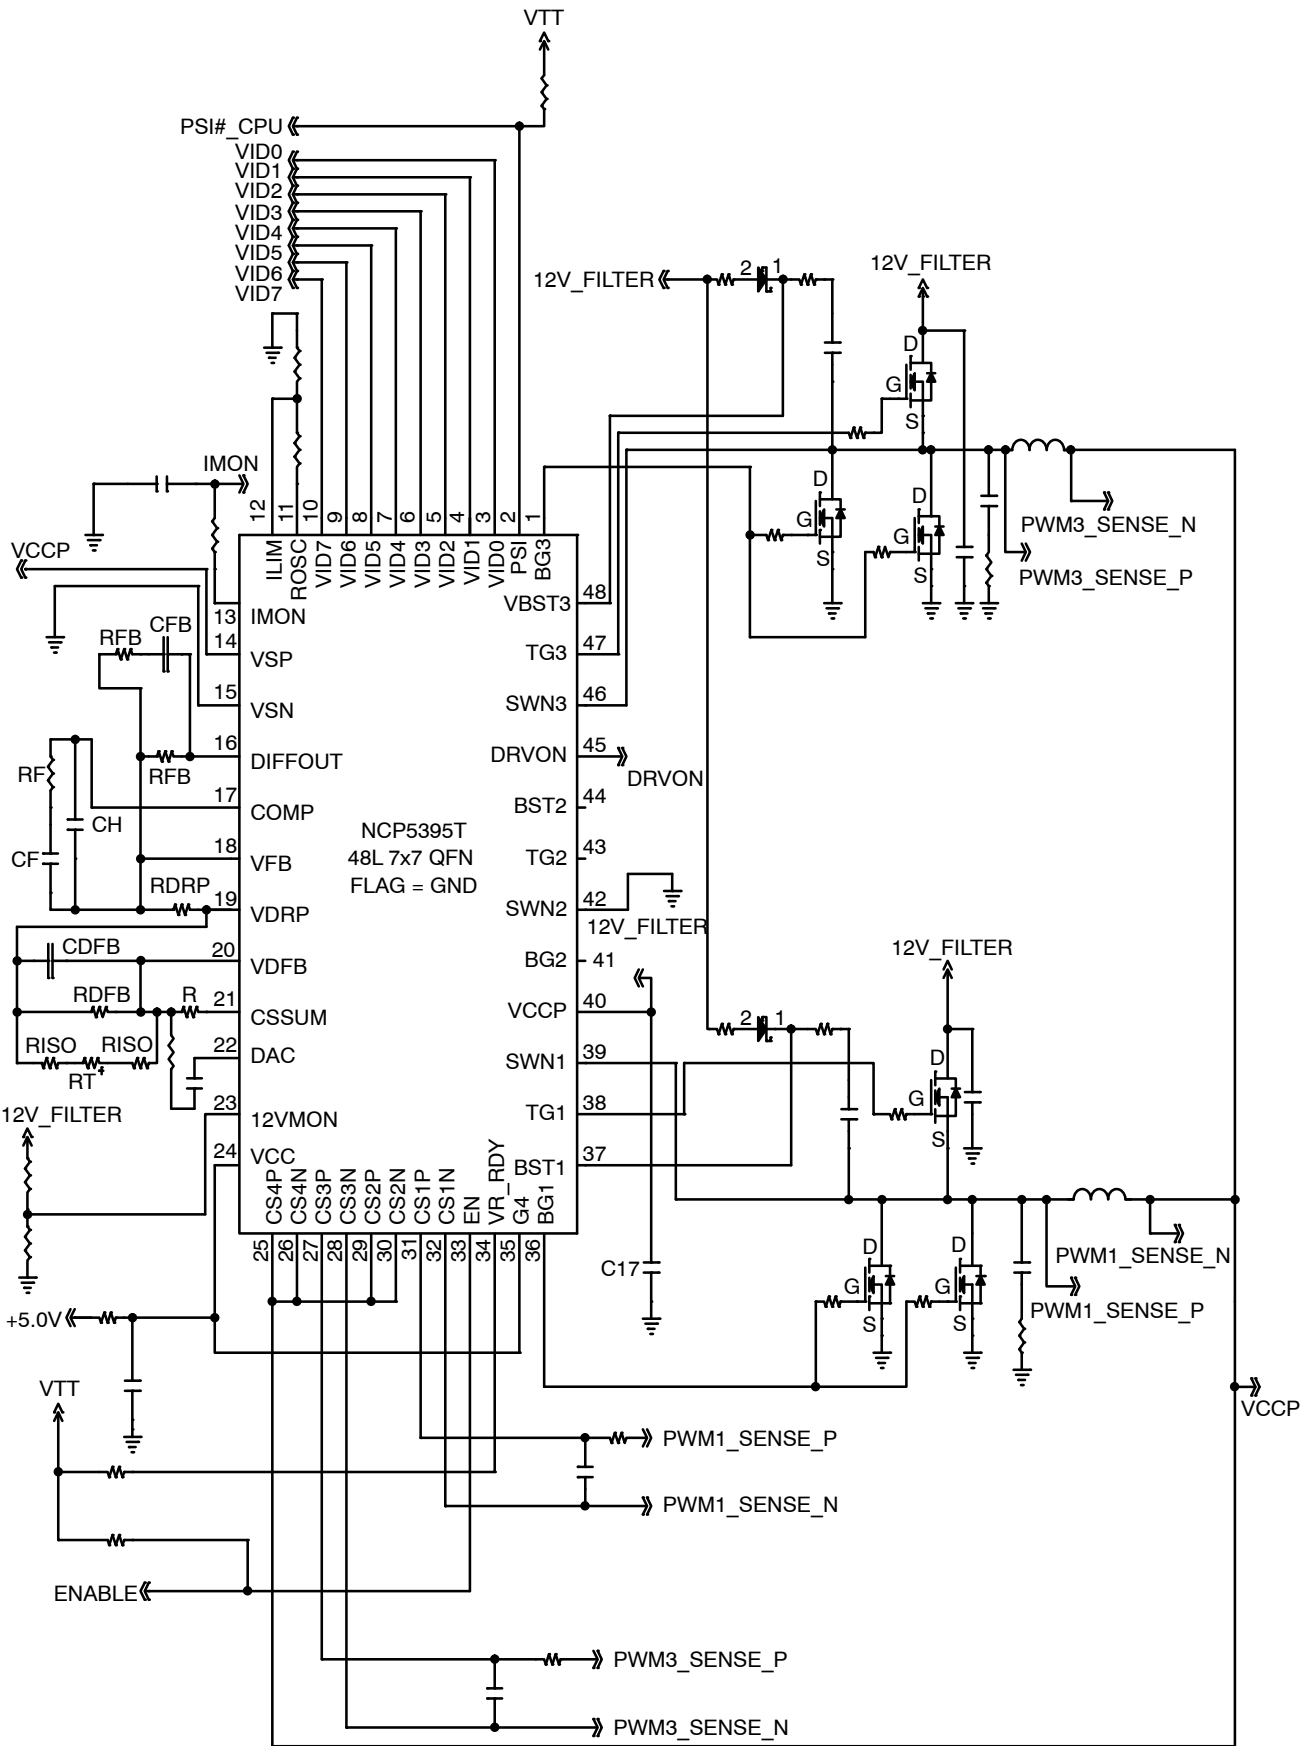 VTT
PSI#_CPU
VID0
VID1
VID2
VID3
VID4
VID5
VID6
VID7
12V_FILTER
2
1
12V_FILTER
D
G
S
IMON
12
11
10
9
8
7
6
5
4
3
2
1
D
G
S
D
G
S
PWM3_SENSE_N
PWM3_SENSE_P
VCCP
ILIM
ROSC
VID7
VID6
VID5
VID4
VID3
VID2
VID1
VID0
PSI
BG3
13
IMON
14
VSP
15
VSN
16
DIFFOUT
17
COMP
18
VFB
19
VDRP
20
VDFB
21
CSSUM
22
DAC
23
12VMON
24
VCC
RFB
CFB
RFB
RF
CH
CF
RDRP
CDFB
RDFB
R
RISO
RISO
RT
+
12V_FILTER
NCP5395T
48L 7x7 QFN
FLAG = GND
VBST3
48
TG3
47
SWN3
46
DRVON
45
DRVON
BST2
44
TG2
43
SWN2
42
12V_FILTER
BG2
41
VCCP
40
SWN1
39
TG1
38
BST1
37
2
1
12V_FILTER
D
G
S
CS4P
CS4N
CS3P
CS3N
CS2P
CS2N
CS1P
CS1N
EN
VR_RDY
G4
BG1
25
26
27
28
29
30
31
32
33
34
35
36
C17
D
G
S
D
G
S
PWM1_SENSE_N
PWM1_SENSE_P
+5.0V
VTT
VCCP
PWM1_SENSE_P
PWM1_SENSE_N
ENABLE
PWM3_SENSE_P
PWM3_SENSE_N